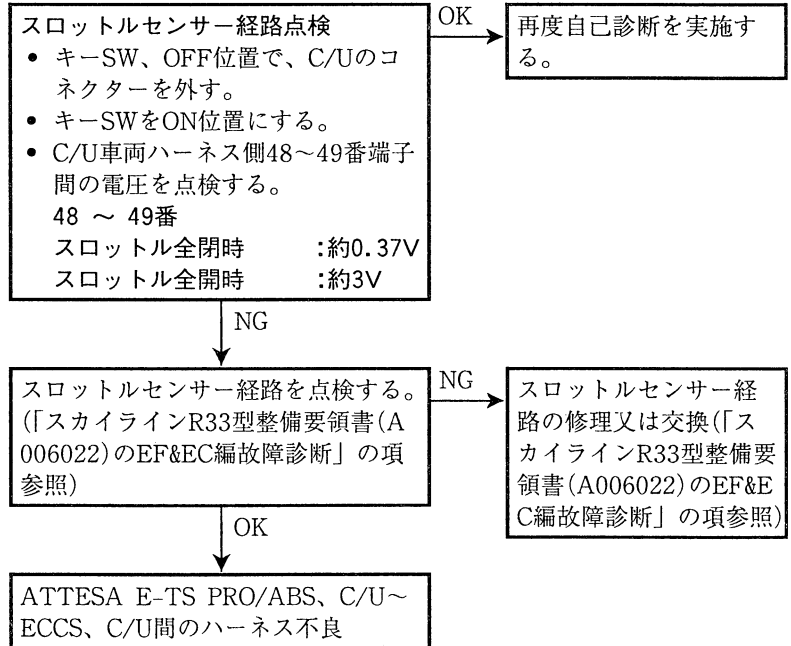 スロットルセンサー経路点検
● キーSW、OFF位置で、C/Uのコ
ネクターを外す。
● キーSWをON位置にする。
● C/U車両ハーネス側48～49番端子
間の電圧を点検する。
48 ～ 49番
スロットル全閉時 :約0.37V
スロットル全開時 :約3V
OK
再度自己診断を実施す
る。
NG
スロットルセンサー経路を点検する。
(「スカイラインR33型整備要領書(A
006022)のEF&EC編故障診断」の項
参照)
NG
スロットルセンサー経
路の修理又は交換(「ス
カイラインR33型整備要
領書(A006022)のEF&E
C編故障診断」の項参照)
OK
ATTESA E-TS PRO/ABS、C/U～
ECCS、C/U間のハーネス不良